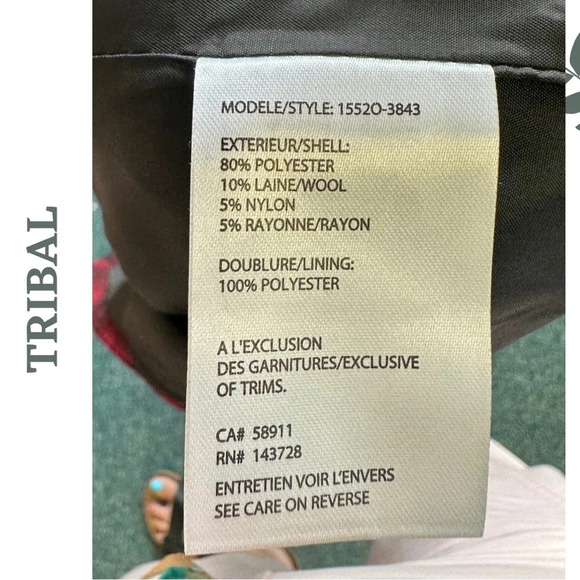 TRIBAL
MODELE/STYLE: 1552O-3843
EXTERIEUR/SHELL:
80% POLYESTER
10% LAINE/WOOL
5% NYLON
5% RAYONNE/RAYON
DOUBLURE/LINING:
100% POLYESTER
A L'EXCLUSION
DES GARNITURES/EXCLUSIVE
OF TRIMS.
CA# 58911
RN# 143728
ENTRETIEN VOIR L'ENVERS
SEE CARE ON REVERSE